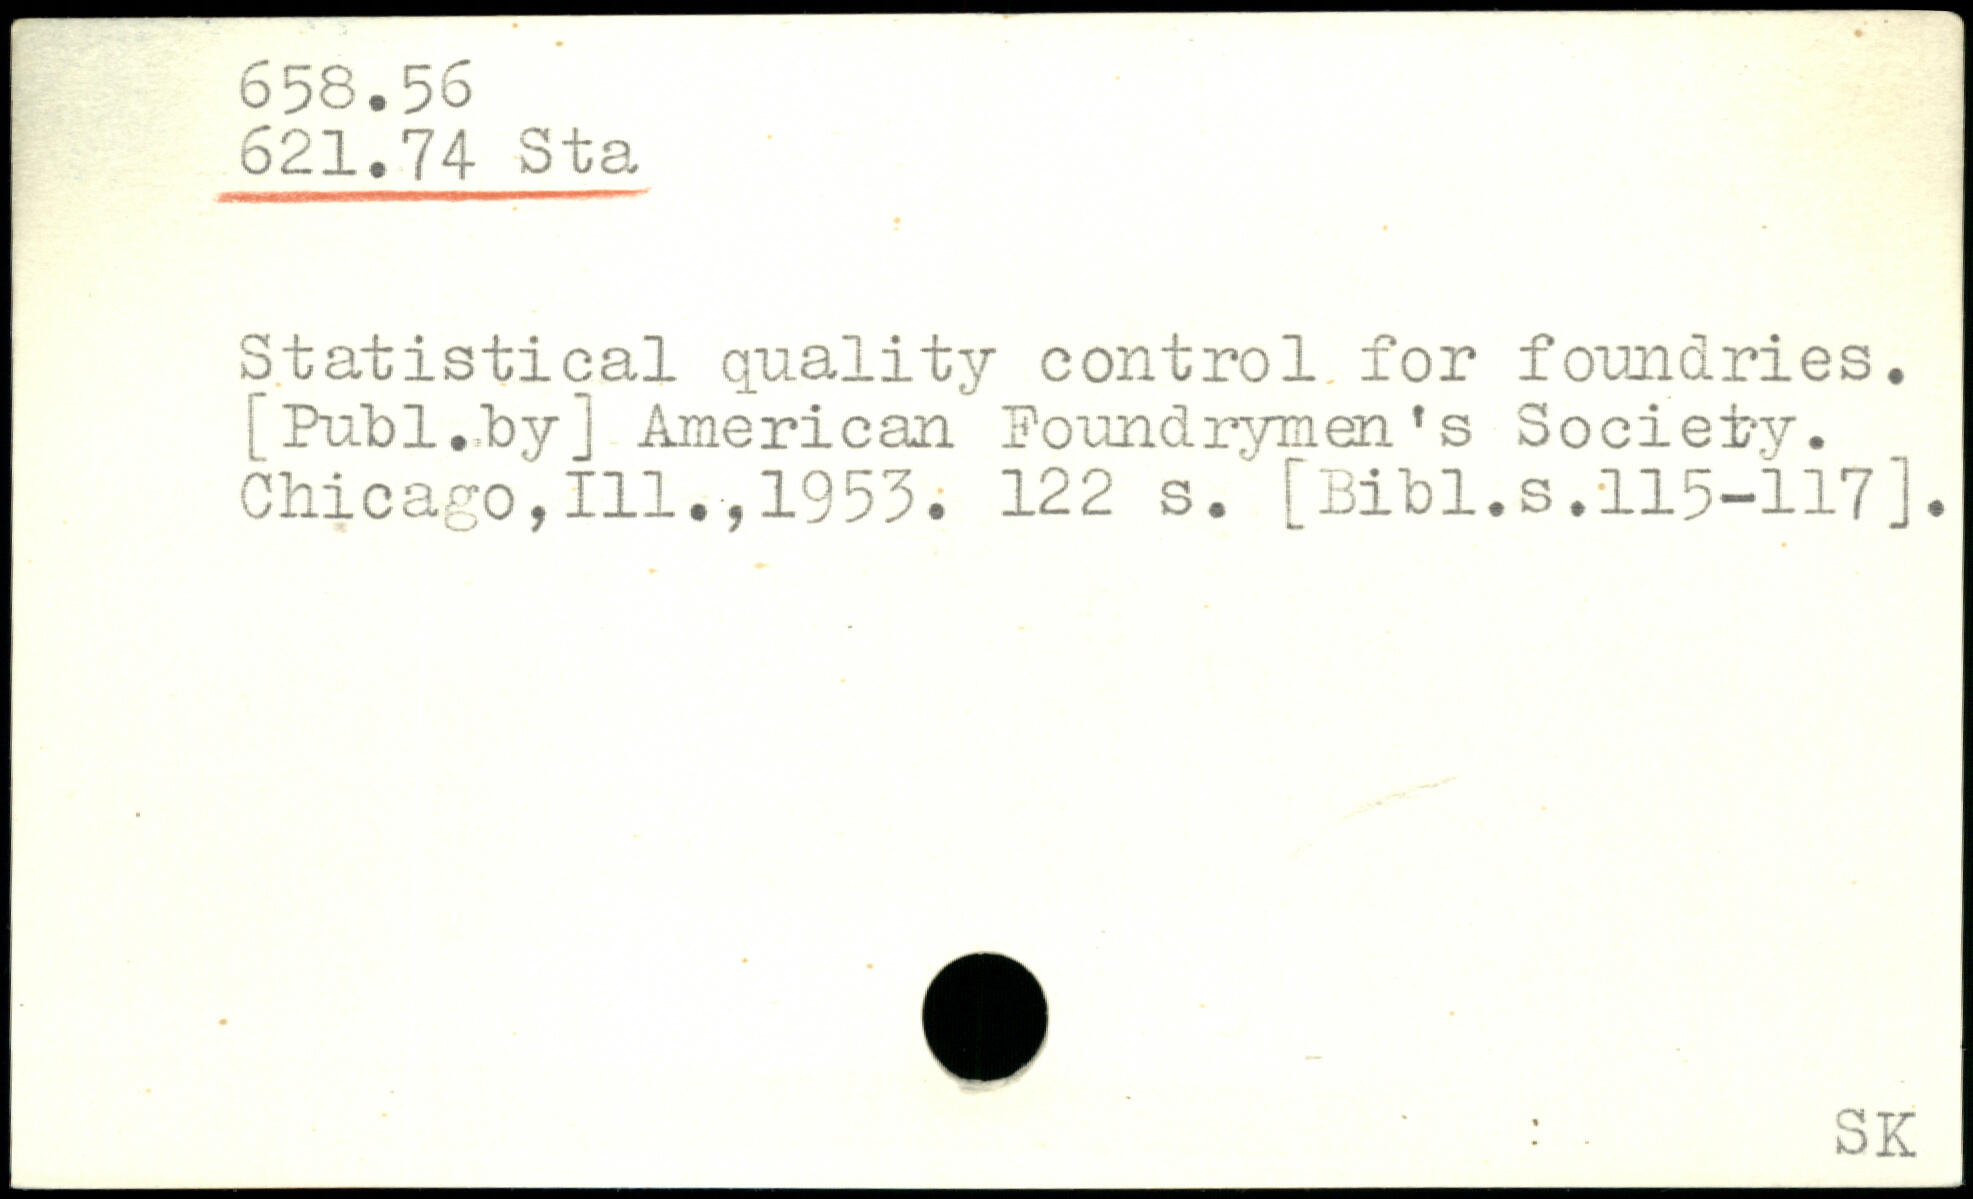 658.56
621.74 Sta
Statistical quality control for foundries.
[Publ.by] American Foundrymen's Society.
Chicago,Ill.,1953. 122 s. [Bibl.s.115-117].
SK